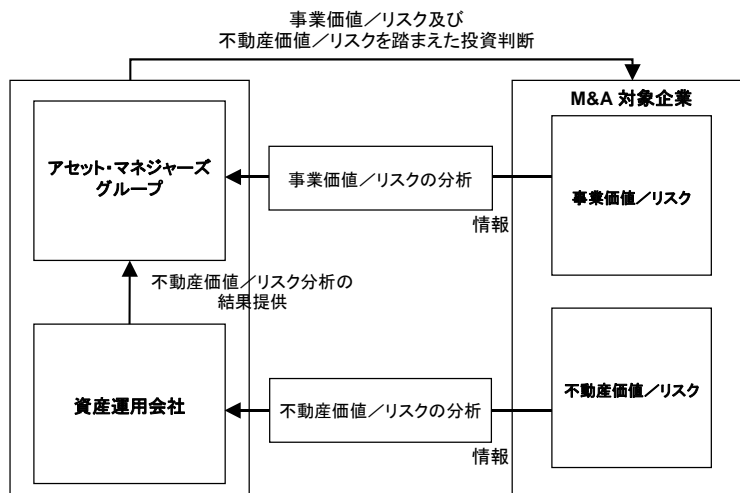 事業価値／リスク及び
不動産価値／リスクを踏まえた投資判断
M&A 対象企業
アセット・マネジャーズ
グループ
事業価値／リスクの分析
事業価値／リスク
情報
不動産価値／リスク分析の
結果提供
資産運用会社
不動産価値／リスクの分析
不動産価値／リスク
情報